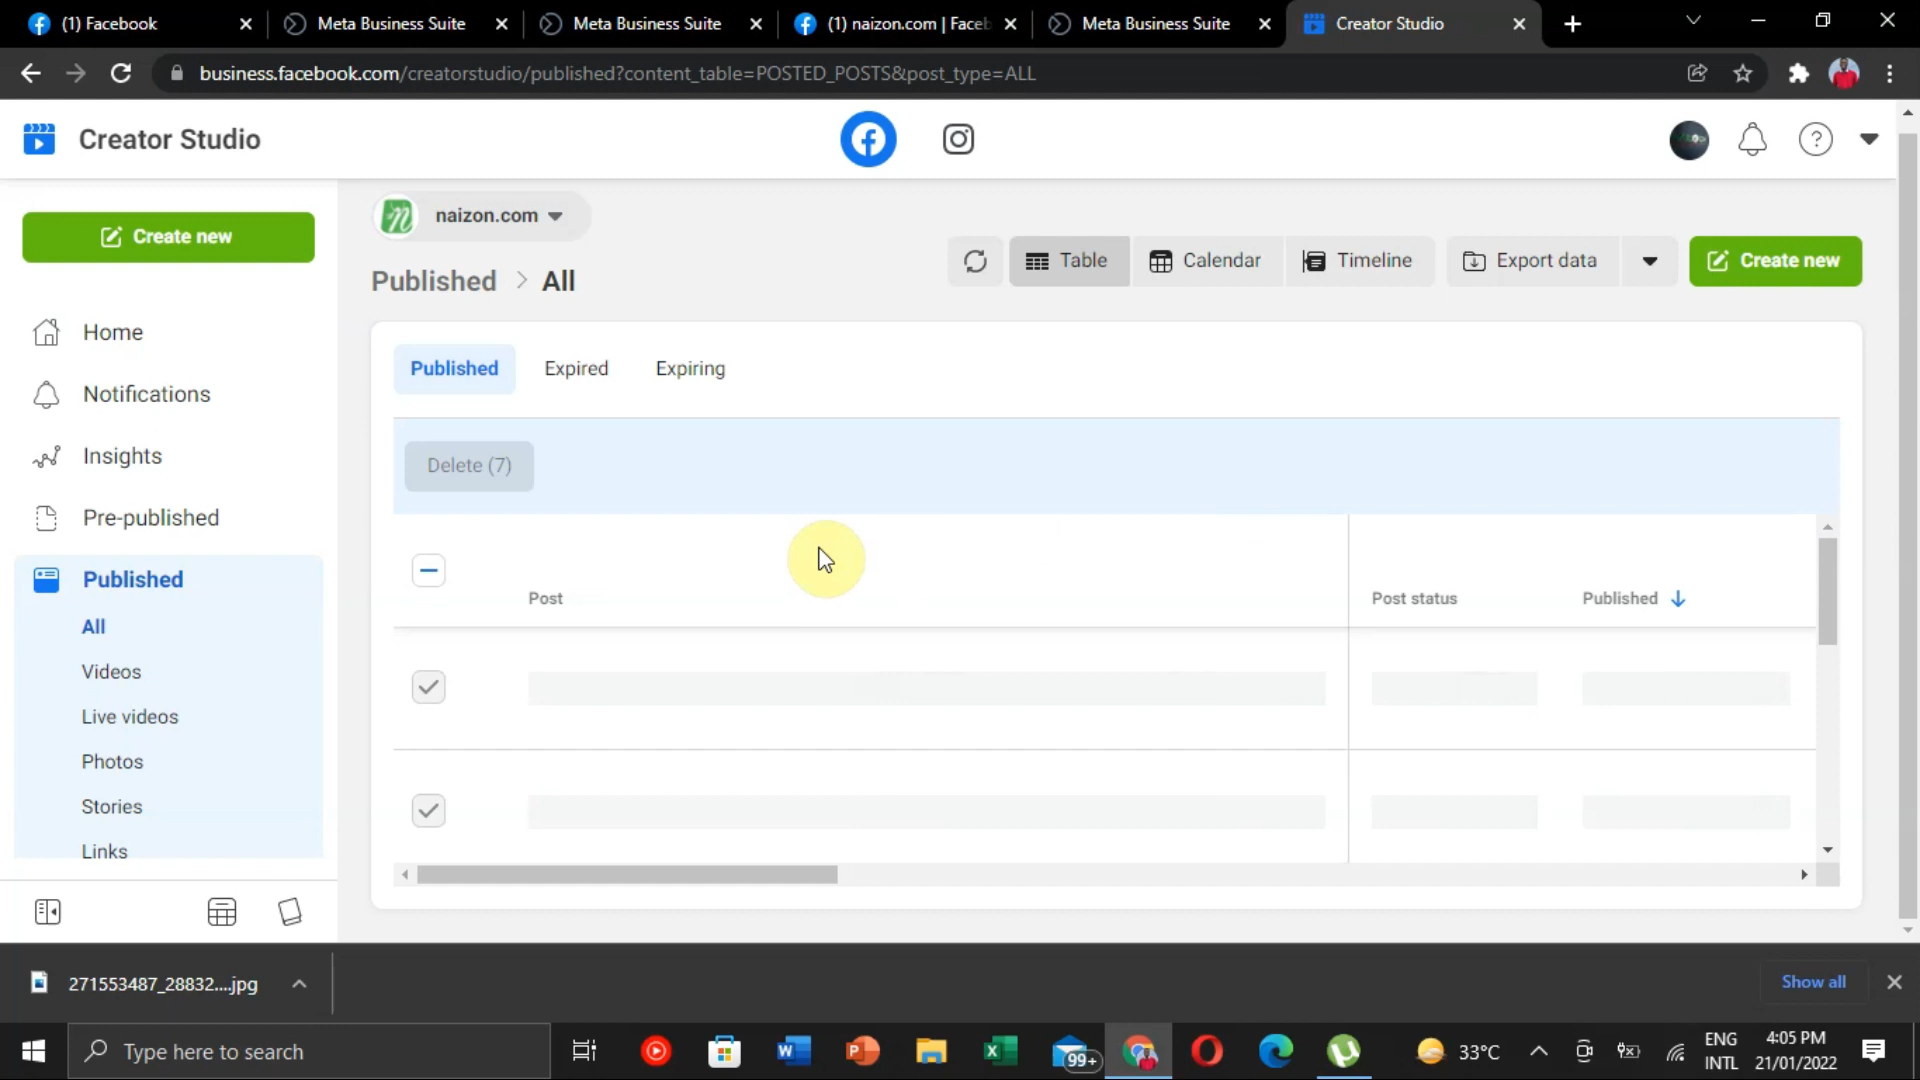 (1) Facebook
Meta Business Suite
Meta Business Suite
(1) naizon.com | Faceb
Meta Business Suite
Creator Studio
business.facebook.com/creatorstudio/published?content_table=POSTED_POSTS&post_type=ALL
Creator Studio
Create new
naizon.com
Published > All
Table
Calendar
Timeline
Export data
Create new
Home
Notifications
Insights
Pre-published
Published
All
Videos
Live videos
Photos
Stories
Links
Published
Expired
Expiring
Delete (7)
Post
Post status
Published
271553487_28832....jpg
Show all
Type here to search
99+
33°C
ENG
INTL
4:05 PM
21/01/2022